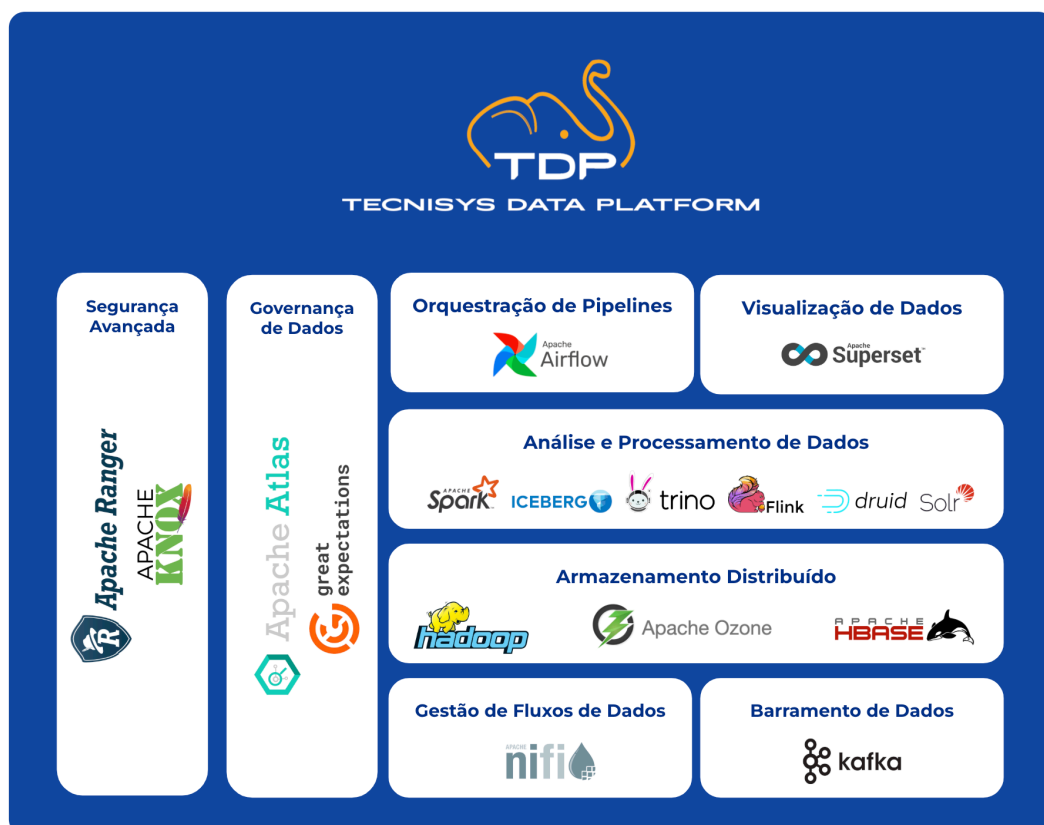 TDP
TECNISYS DATA PLATFORM
Segurança
Avançada
Apache Ranger
R
APACHE
KNOX
Governança
de Dados
Apache Atlas
great
expectations
Orquestração de Pipelines
Apache
Airflow
Visualização de Dados
Apache
Superset™
Análise e Processamento de Dados
APACHE
Spark™
ICEBERG
trino
Flink
druid
Solr
Armazenamento Distribuído
hadoop
Apache Ozone
APACHE
HBASE
Gestão de Fluxos de Dados
APACHE
nifi
Barramento de Dados
kafka